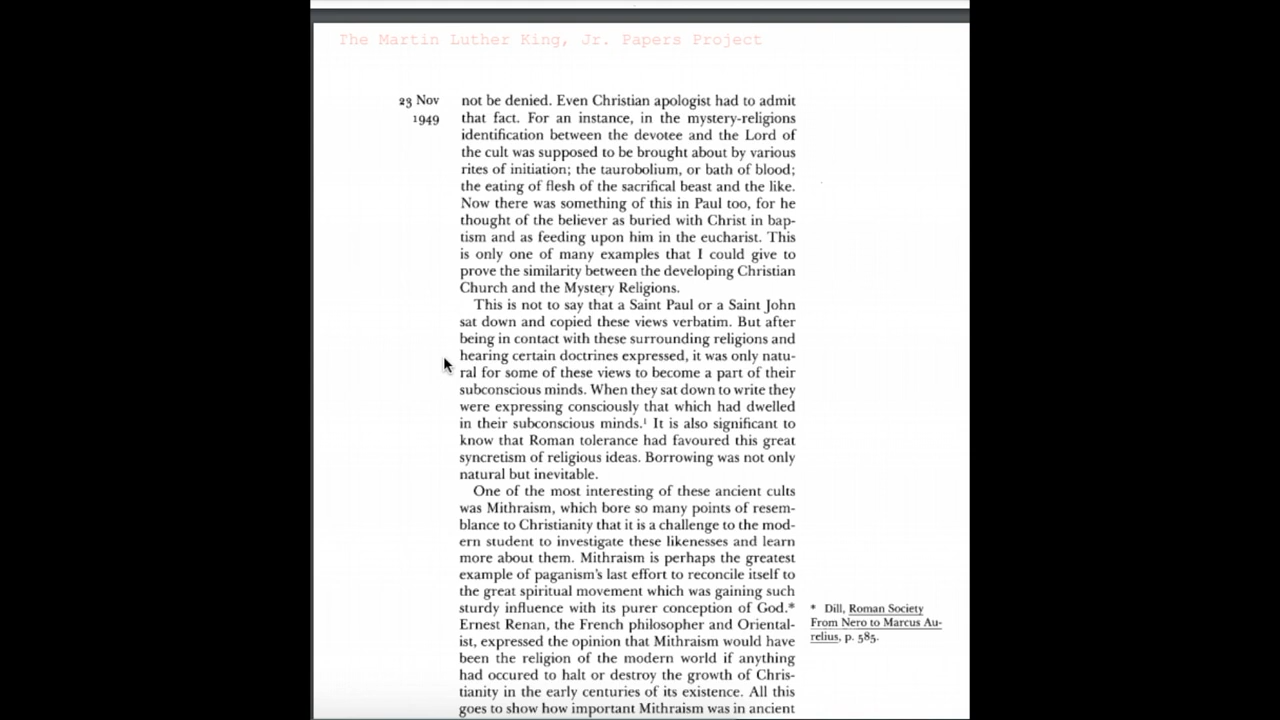 The Martin Luther King, Jr. Papers Project
23 Nov
1949
not be denied. Even Christian apologist had to admit
that fact. For an instance, in the mystery-religions
identification between the devotee and the Lord of
the cult was supposed to be brought about by various
rites of initiation; the taurobolium, or bath of blood;
the eating of flesh of the sacrifical beast and the like.
Now there was something of this in Paul too, for he
thought of the believer as buried with Christ in bap-
tism and as feeding upon him in the eucharist. This
is only one of many examples that I could give to
prove the similarity between the developing Christian
Church and the Mystery Religions.
This is not to say that a Saint Paul or a Saint John
sat down and copied these views verbatim. But after
being in contact with these surrounding religions and
hearing certain doctrines expressed, it was only natu-
ral for some of these views to become a part of their
subconscious minds. When they sat down to write they
were expressing consciously that which had dwelled
in their subconscious minds.¹ It is also significant to
know that Roman tolerance had favoured this great
syncretism of religious ideas. Borrowing was not only
natural but inevitable.
One of the most interesting of these ancient cults
was Mithraism, which bore so many points of resem-
blance to Christianity that it is a challenge to the mod-
ern student to investigate these likenesses and learn
more about them. Mithraism is perhaps the greatest
example of paganism's last effort to reconcile itself to
the great spiritual movement which was gaining such
sturdy influence with its purer conception of God.*
Ernest Renan, the French philosopher and Oriental-
ist, expressed the opinion that Mithraism would have
been the religion of the modern world if anything
had occured to halt or destroy the growth of Chris-
tianity in the early centuries of its existence. All this
goes to show how important Mithraism was in ancient
* Dill, Roman Society
From Nero to Marcus Au-
relius, p. 585.